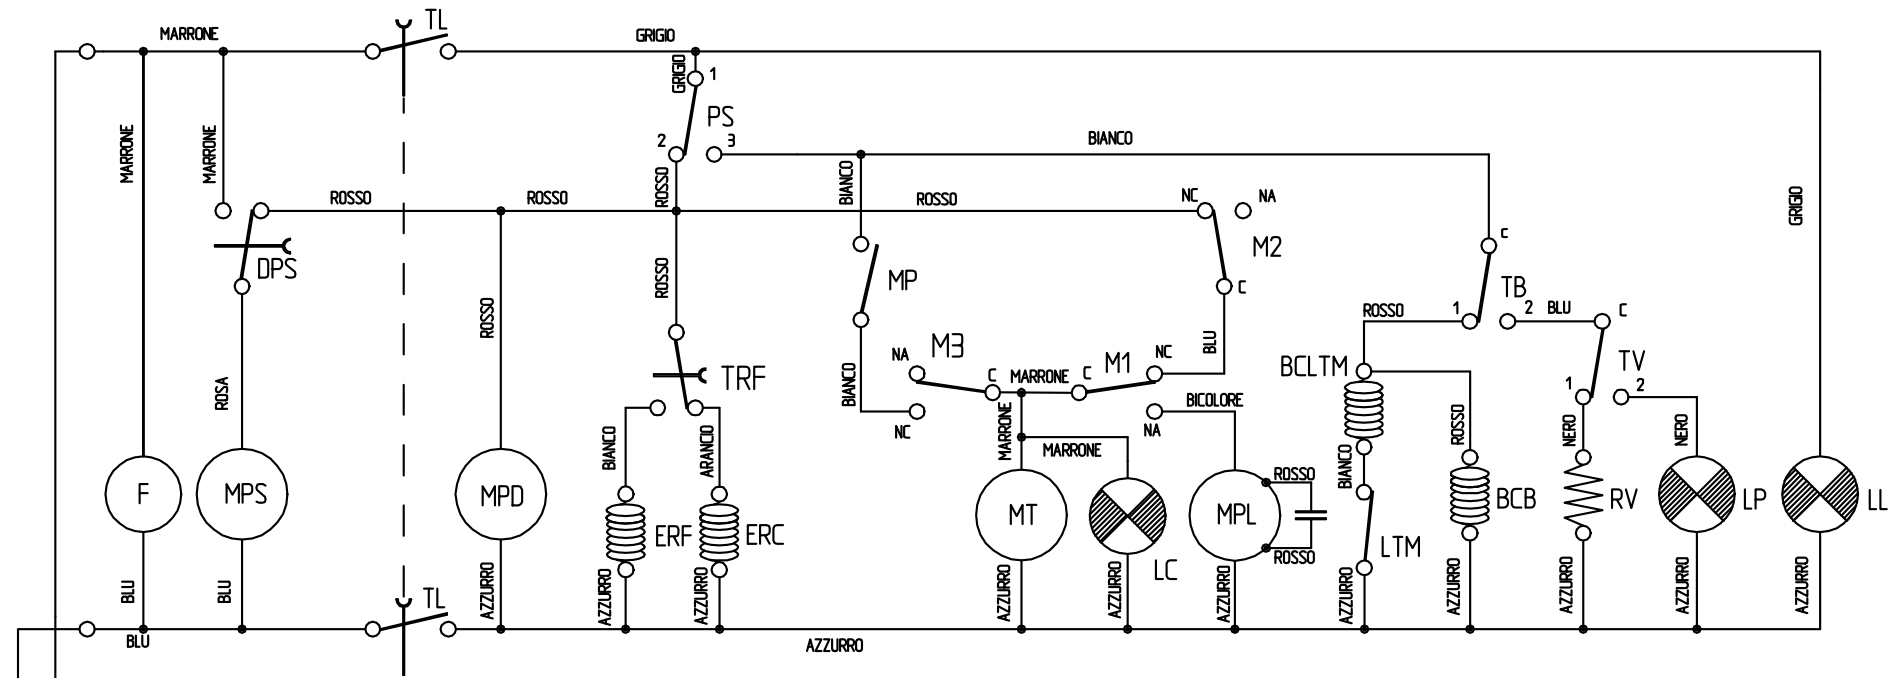 MARRONE
TL
GRIGIO
GRIGIO
1
PS
2
3
BIANCO
MARRONE
MARRONE
ROSSO
ROSSO
ROSSO
BIANCO
ROSSO
NC
NA
GRIGIO
DPS
ROSSO
MP
M2
C
C
TB
ROSSO
1
2
BLU
C
ROSSO
ROSA
TRF
BIANCO
NA
M3
C
MARRONE
C
M1
NC
BLU
BCLTM
TV
1
2
NC
BICOLORE
NA
BIANCO
ARANCIO
MARRONE
MARRONE
BIANCO
ROSSO
NERO
NERO
F
MPS
MPD
ERF
ERC
MT
LC
MPL
ROSSO
ROSSO
LTM
BCB
RV
LP
LL
BLU
BLU
TL
AZZURRO
AZZURRO
AZZURRO
AZZURRO
AZZURRO
AZZURRO
AZZURRO
AZZURRO
AZZURRO
AZZURRO
AZZURRO
BLU
AZZURRO